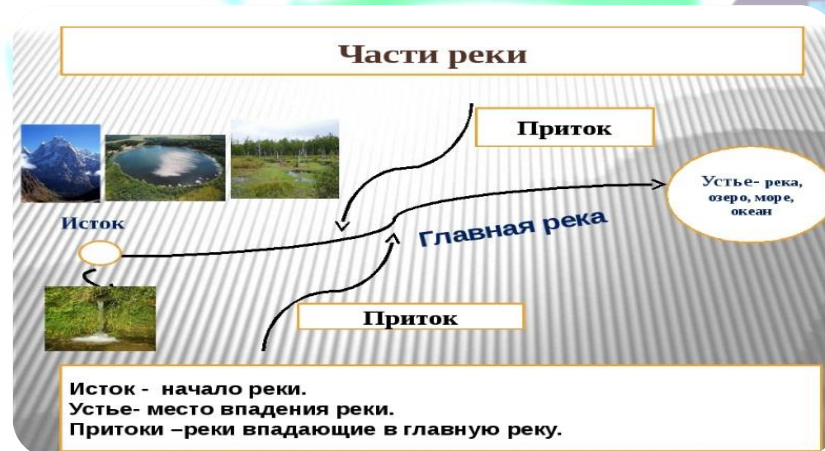 Части реки
Приток
Устье- река,
озеро, море,
океан
Исток
Главная река
Приток
Исток - начало реки.
Устье- место впадения реки.
Притоки –реки впадающие в главную реку.